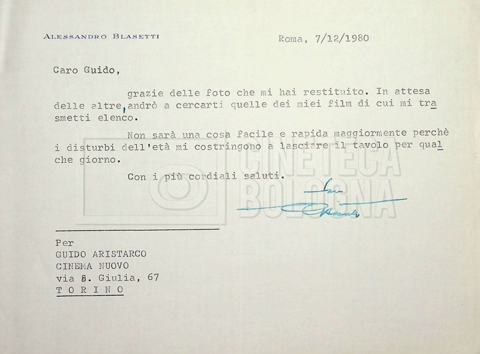 ALESSANDRO BLASETTI
Roma, 7/12/1980
Caro Guido,
grazie delle foto che mi hai restituito. In attesa
delle altre,andrò a cercarti quelle dei miei film di cui mi tra
smetti elenco.
Non sarà una cosa facile e rapida maggiormente perchè
i disturbi dell'età mi costringono a lasciare il tavolo per qual
che giorno.
Con i più cordiali saluti.
CINETECA
BOLOGNA
Per
GUIDO ARISTARCO
CINEMA NUOVO
via B. Giulia, 67
TORINO